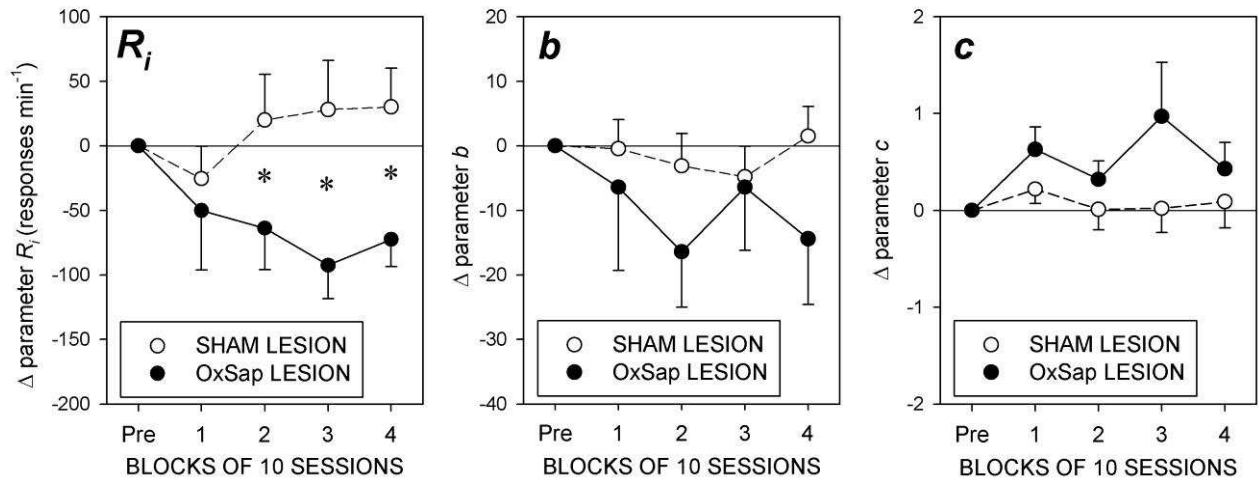 R_i
Δ parameter R_i (responses min⁻¹)
100
50
0
-50
-100
-150
-200
*
*
*
SHAM LESION
OxSap LESION
Pre 1 2 3 4
BLOCKS OF 10 SESSIONS
b
Δ parameter b
20
10
0
-10
-20
-30
-40
SHAM LESION
OxSap LESION
Pre 1 2 3 4
BLOCKS OF 10 SESSIONS
c
Δ parameter c
2
1
0
-1
-2
SHAM LESION
OxSap LESION
Pre 1 2 3 4
BLOCKS OF 10 SESSIONS